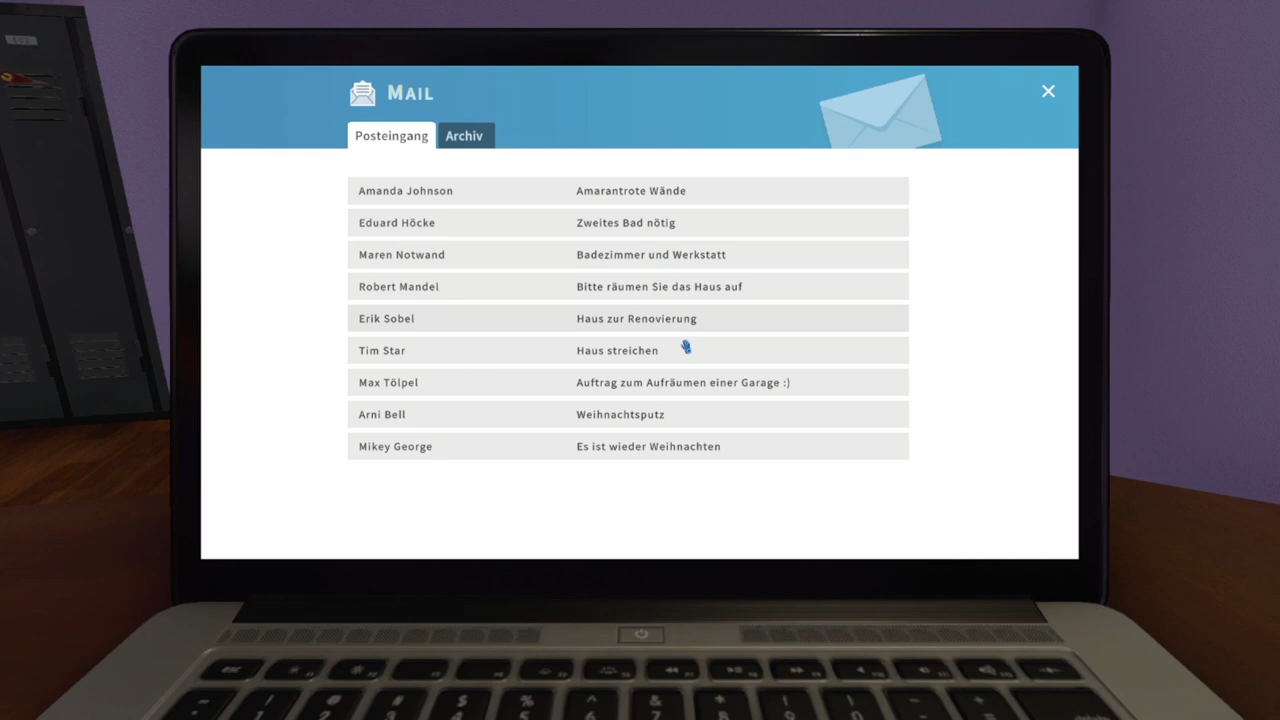 Mail
Posteingang Archiv
Amanda Johnson Amarantrote Wände
Eduard Höcke Zweites Bad nötig
Maren Notwand Badezimmer und Werkstatt
Robert Mandel Bitte räumen Sie das Haus auf
Erik Sobel Haus zur Renovierung
Tim Star Haus streichen
Max Tölpel Auftrag zum Aufräumen einer Garage :)
Arni Bell Weihnachtsputz
Mikey George Es ist wieder Weihnachten